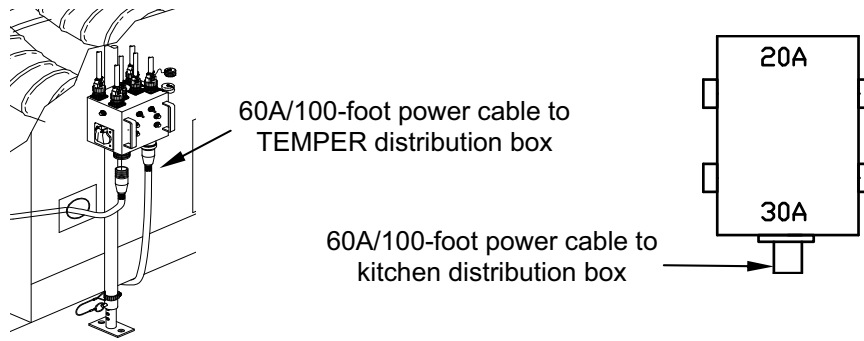 60A/100-foot power cable to
TEMPER distribution box
20A
30A
60A/100-foot power cable to
kitchen distribution box